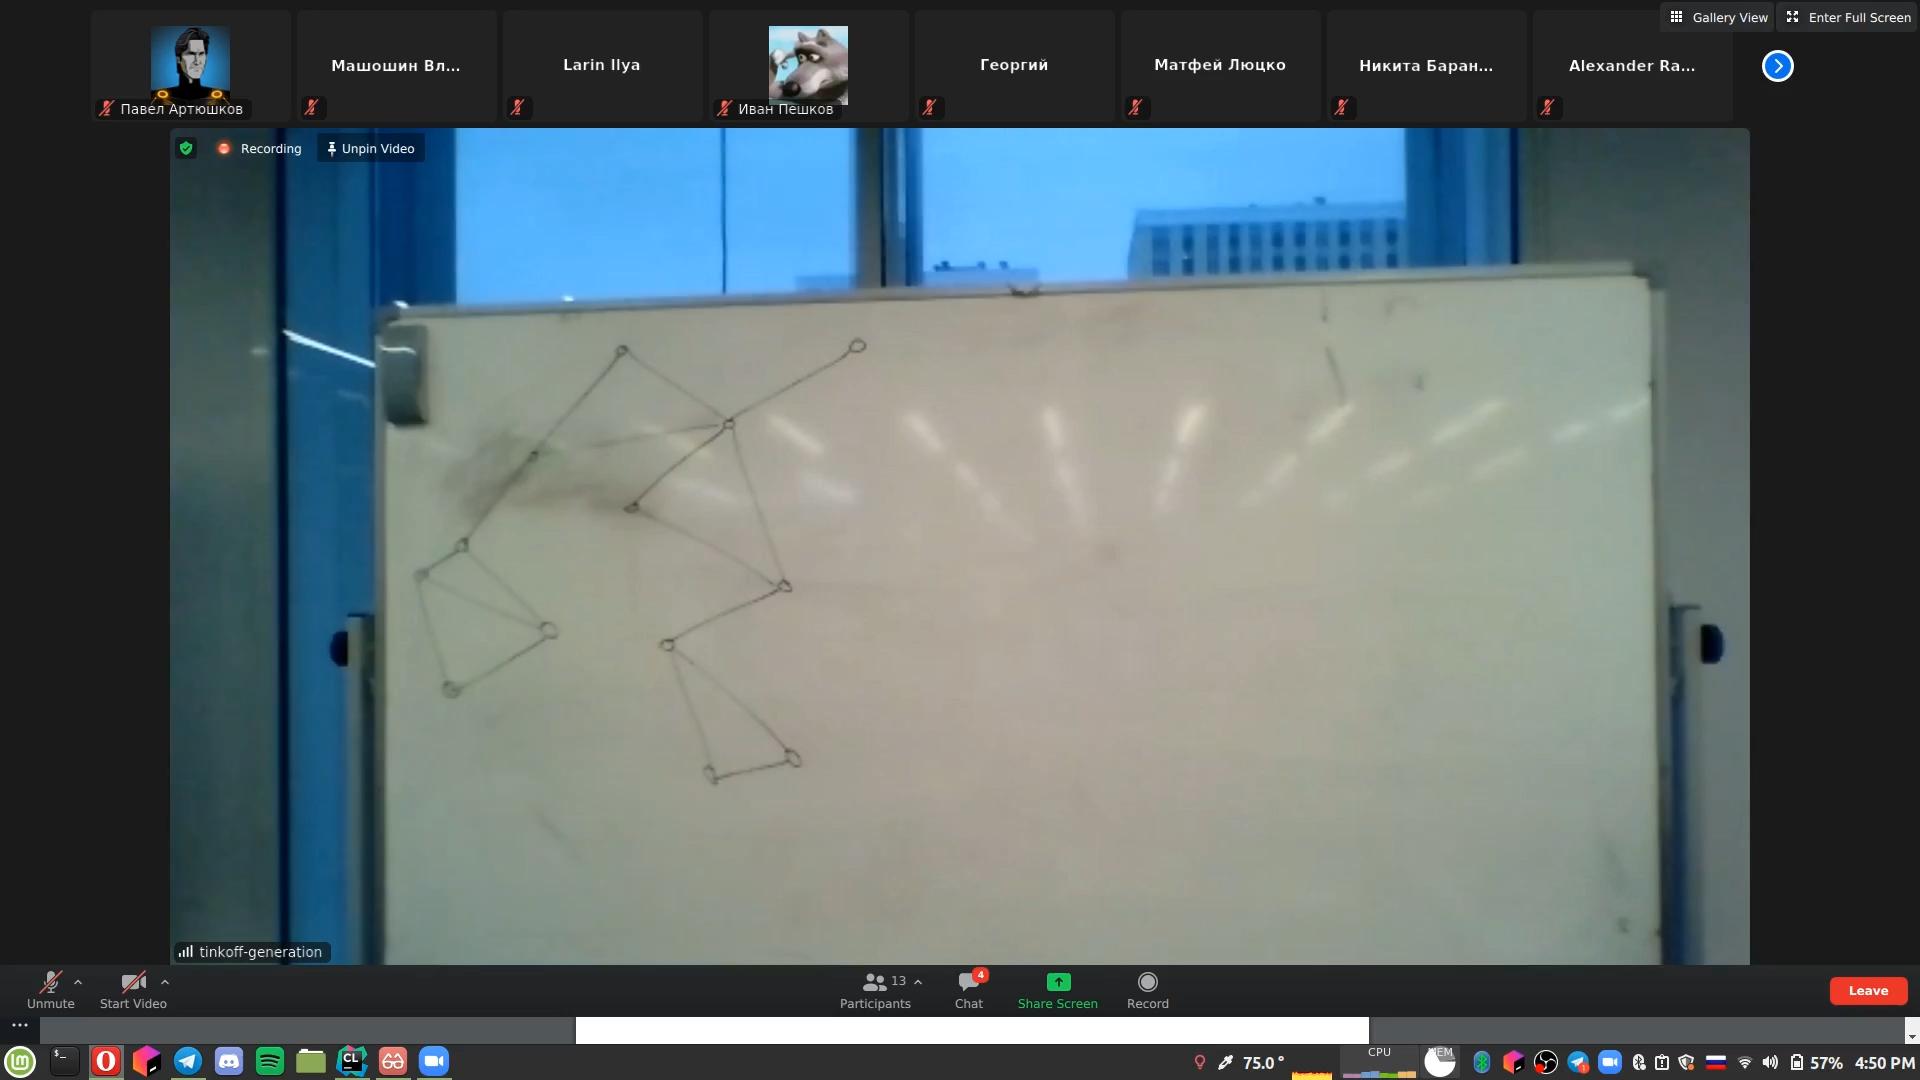 Gallery View
Enter Full Screen
Павел Артюшков
Машошин Вл...
Larin Ilya
Иван Пешков
Георгий
Матфей Люцко
Никита Баран...
Alexander Ra...
Recording
Unpin Video
tinkoff-generation
Unmute
Start Video
13
Participants
4
Chat
Share Screen
Record
Leave
CL
75.0°
CPU
MEM
57%
4:50 PM